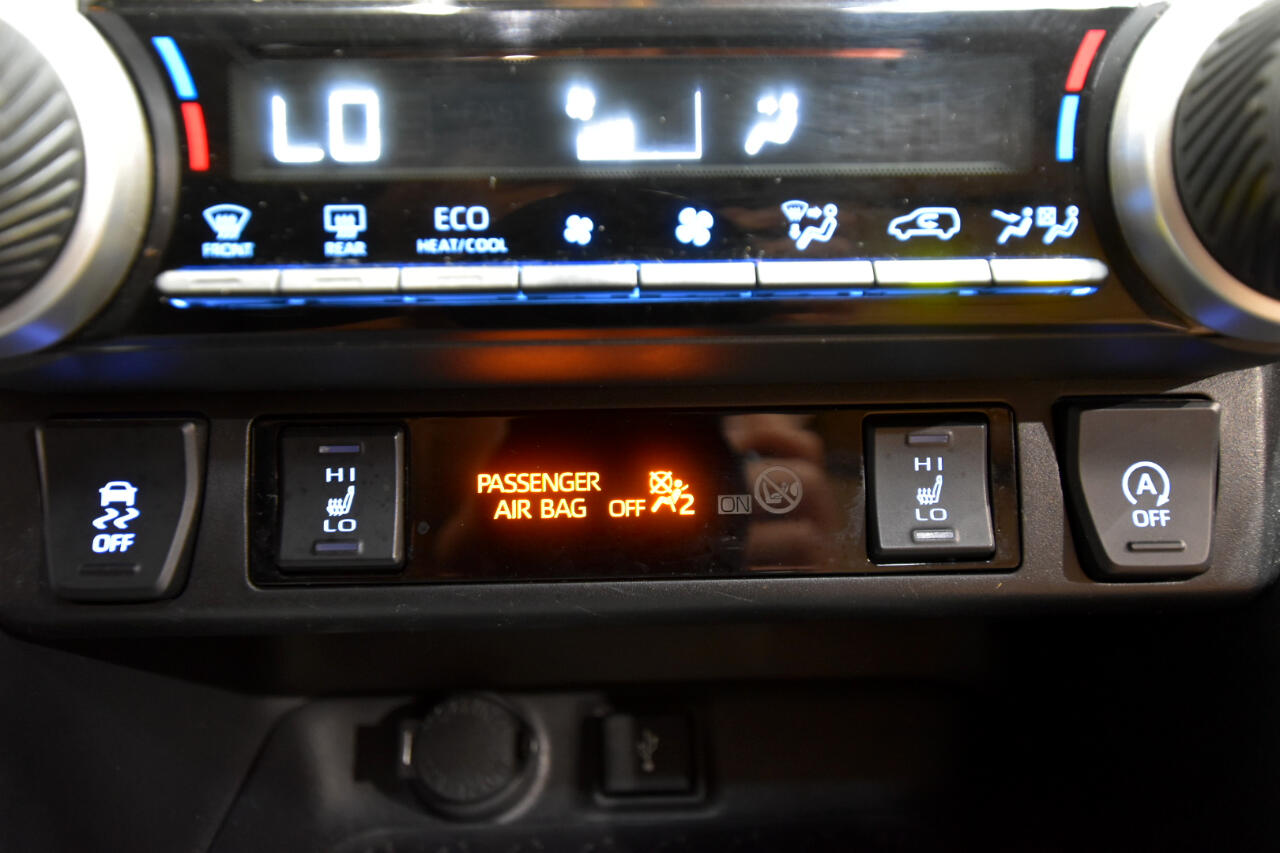 LO
FRONT
REAR
ECO
HEAT/COOL
OFF
HI
LO
PASSENGER
AIR BAG OFF 2 ON
HI
LO
A
OFF